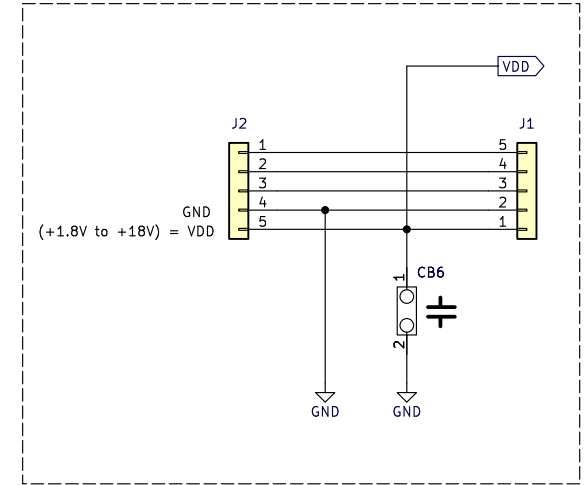 VDD
J2 J1
1 5
2 4
3 3
GND 4 2
(+1.8V to +18V) = VDD 5 1
1 CB6
2
GND GND